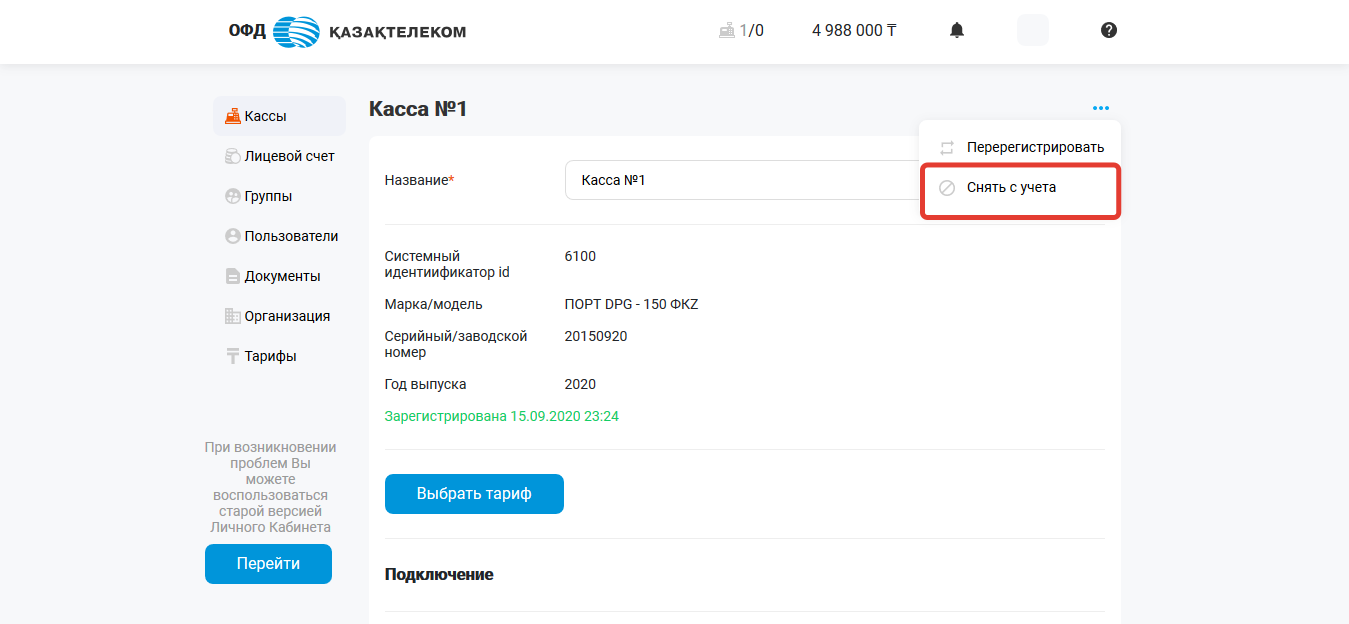 ОФД ҚАЗАҚТЕЛЕКОМ
1/0
4 988 000 ₸
Кассы
Лицевой счет
Группы
Пользователи
Документы
Организация
Тарифы
При возникновении
проблем Вы
можете
воспользоваться
старой версией
Личного Кабинета
Перейти
Касса №1
Перерегистрировать
Снять с учета
Название*
Касса №1
Системный
идентиификатор id
6100
Марка/модель
ПОРТ DPG - 150 ФKZ
Серийный/заводской
номер
20150920
Год выпуска
2020
Зарегистрирована 15.09.2020 23:24
Выбрать тариф
Подключение